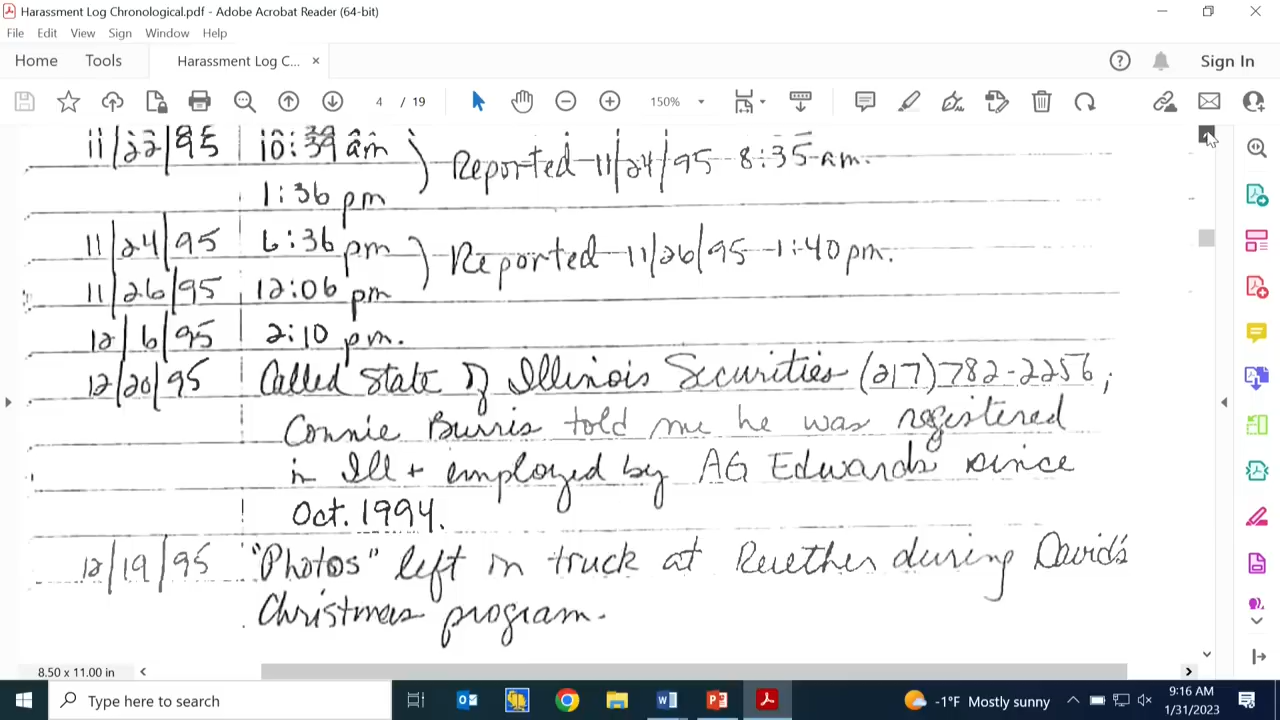 Harassment Log Chronological.pdf - Adobe Acrobat Reader (64-bit)
File Edit View Sign Window Help
Home Tools Harassment Log C... × Sign In
4 / 19 150%
11/22/95 10:39 am
Reported - 11/24/95 8:35 am.
1:36 pm
11/24/95 6:36 pm
Reported - 11/26/95 - 1:40 pm.
11/26/95 12:06 pm
12/6/95 2:10 pm.
12/20/95 Called State of Illinois Securities (217) 782-2256;
Connie Burris told me he was registered
in Ill + employed by AG Edwards since
Oct. 1994.
12/19/95 "Photos" left in truck at Reuther during David's
Christmas program.
8.50 x 11.00 in
Type here to search
-1°F Mostly sunny
9:16 AM
1/31/2023